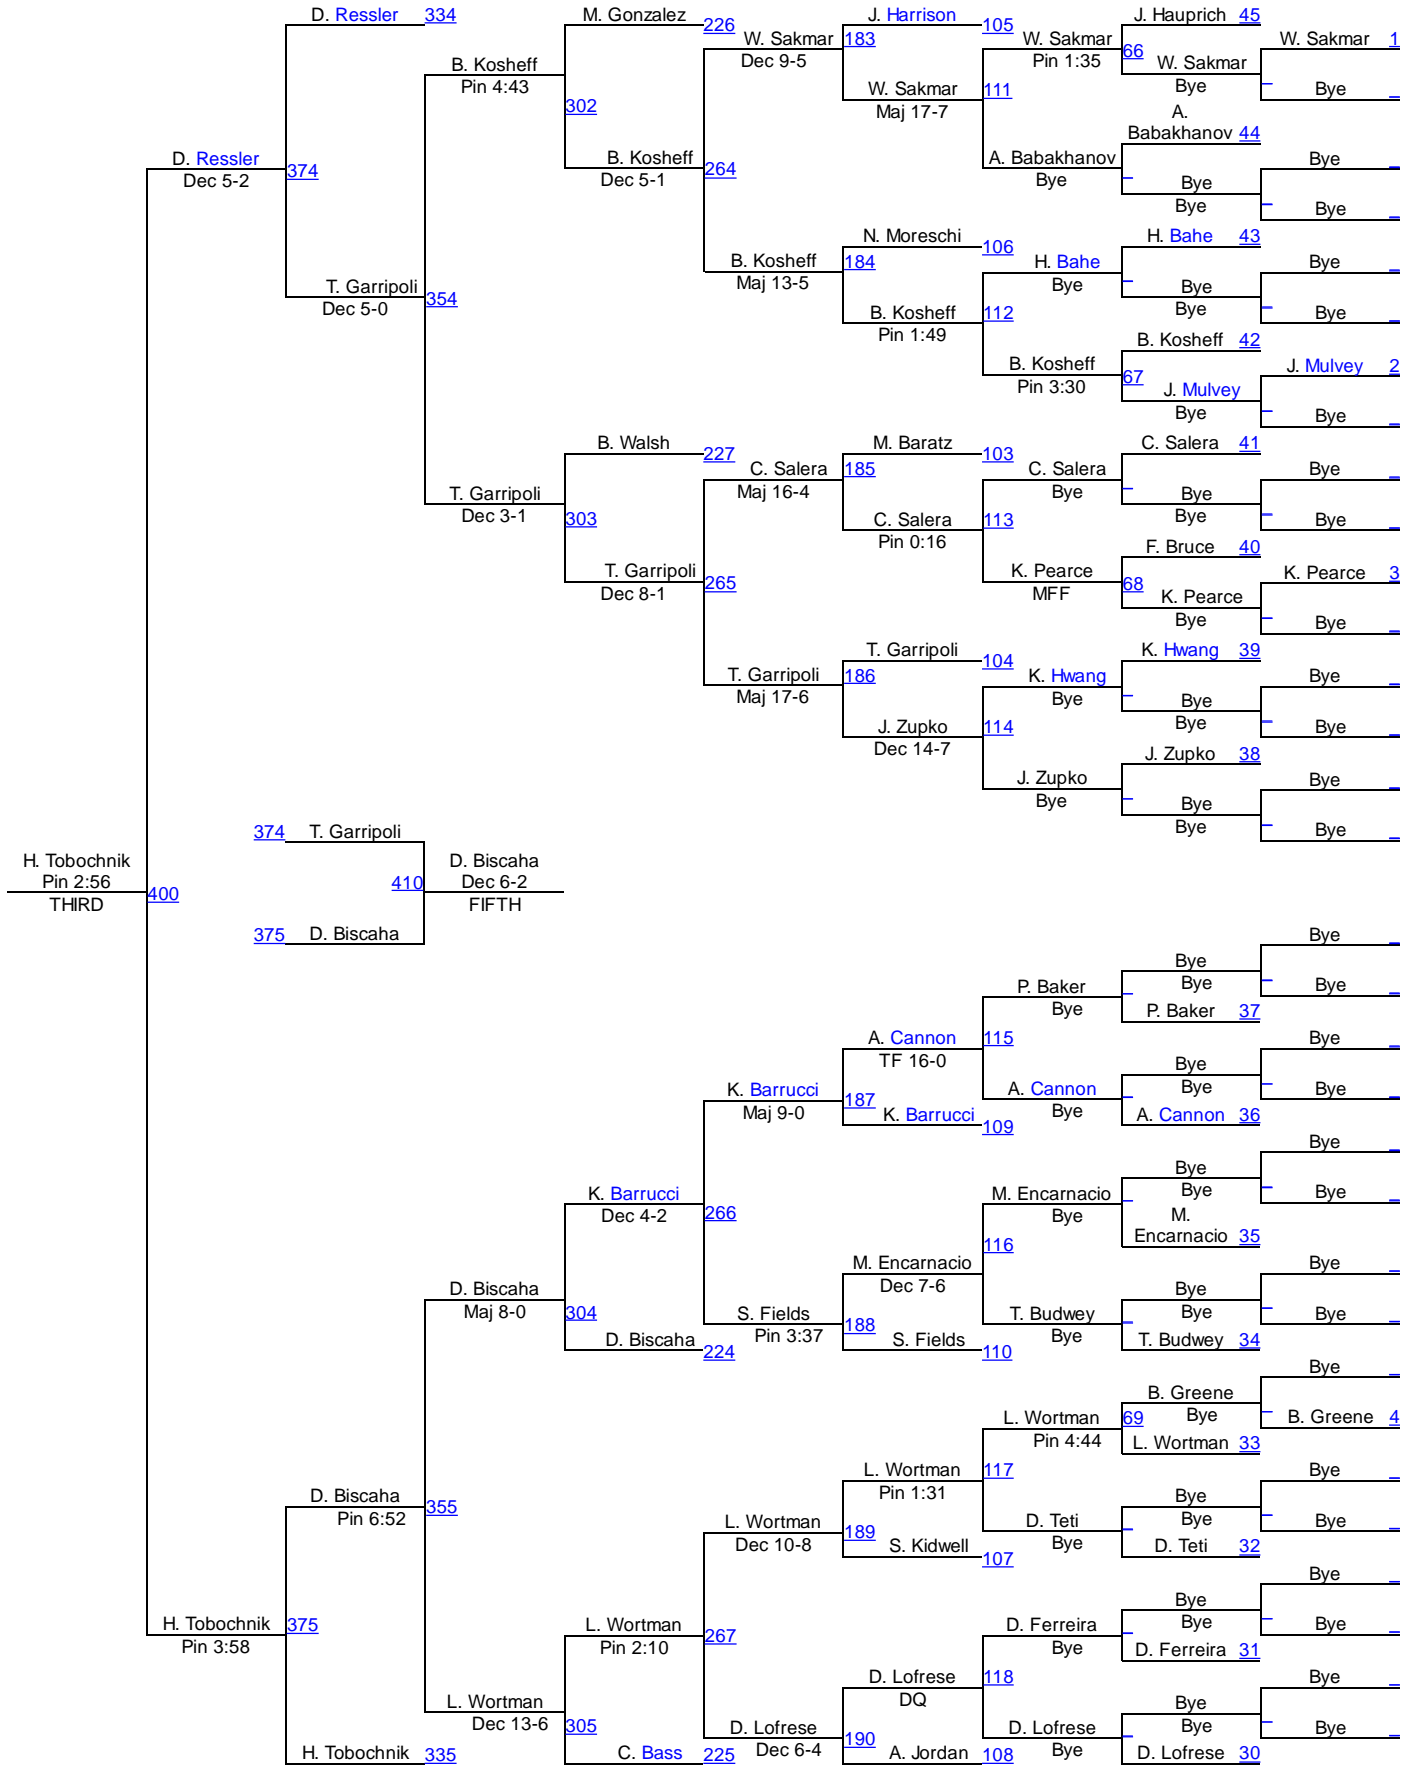 D. Ressler 334
M. Gonzalez 226
J. Harrison 105
J. Hauprich 45
W. Sakmar 183
Dec 9-5
W. Sakmar 66
Pin 1:35
W. Sakmar 1
B. Kosheff
Pin 4:43
W. Sakmar
Bye
302
W. Sakmar 111
Maj 17-7
Bye
A.
Babakhanov 44
D. Ressler
Dec 5-2
374
B. Kosheff
Dec 5-1
264
A. Babakhanov
Bye
Bye
Bye
Bye
Bye
N. Moreschi 106
H. Bahe 43
B. Kosheff 184
Maj 13-5
H. Bahe
Bye
Bye
T. Garripoli 354
Dec 5-0
Bye
Bye
B. Kosheff 112
Pin 1:49
Bye
B. Kosheff 42
B. Kosheff 67
Pin 3:30
J. Mulvey 2
J. Mulvey
Bye
Bye
B. Walsh 227
M. Baratz 103
C. Salera 41
C. Salera 185
Maj 16-4
C. Salera
Bye
Bye
T. Garripoli
Dec 3-1
303
Bye
Bye
C. Salera 113
Pin 0:16
Bye
F. Bruce 40
T. Garripoli 265
Dec 8-1
K. Pearce 68
MFF
K. Pearce 3
K. Pearce
Bye
Bye
T. Garripoli 104
K. Hwang 39
T. Garripoli 186
Maj 17-6
K. Hwang
Bye
Bye
Bye
Bye
J. Zupko 114
Dec 14-7
Bye
J. Zupko 38
J. Zupko
Bye
Bye
Bye
Bye
Bye
374 T. Garripoli
H. Tobochnik
Pin 2:56
THIRD
400
410
D. Biscaha
Dec 6-2
FIFTH
375 D. Biscaha
Bye
Bye
Bye
Bye
P. Baker
Bye
P. Baker 37
A. Cannon 115
TF 16-0
Bye
Bye
Bye
Bye
K. Barrucci
Maj 9-0
187
A. Cannon
Bye
K. Barrucci 109
A. Cannon 36
Bye
Bye
Bye
Bye
K. Barrucci
Dec 4-2
266
M. Encarnacio
Bye
M.
Encarnacio 35
116
M. Encarnacio
Dec 7-6
Bye
D. Biscaha
Maj 8-0
304
Bye
Bye
Bye
S. Fields
Pin 3:37
188
T. Budwey
Bye
D. Biscaha 224
S. Fields 110
T. Budwey 34
Bye
B. Greene
Bye
L. Wortman 69
Pin 4:44
B. Greene 4
L. Wortman 33
L. Wortman 117
Pin 1:31
Bye
D. Biscaha
Pin 6:52
355
Bye
Bye
Bye
L. Wortman
Dec 10-8
189
D. Teti
Bye
S. Kidwell 107
D. Teti 32
Bye
Bye
Bye
Bye
H. Tobochnik
Pin 3:58
375
L. Wortman
Pin 2:10
267
D. Ferreira
Bye
D. Ferreira 31
D. Lofrese 118
DQ
Bye
L. Wortman
Dec 13-6
305
Bye
Bye
Bye
D. Lofrese
Dec 6-4
190
D. Lofrese
Bye
H. Tobochnik 335
C. Bass 225
A. Jordan 108
D. Lofrese 30